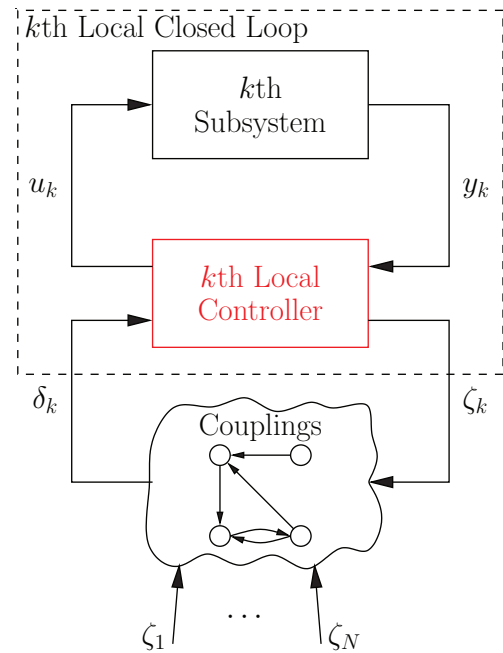 kth Local Closed Loop
kth
Subsystem
u_k
y_k
kth Local
Controller
δ_k
ζ_k
Couplings
...
ζ_1
ζ_N